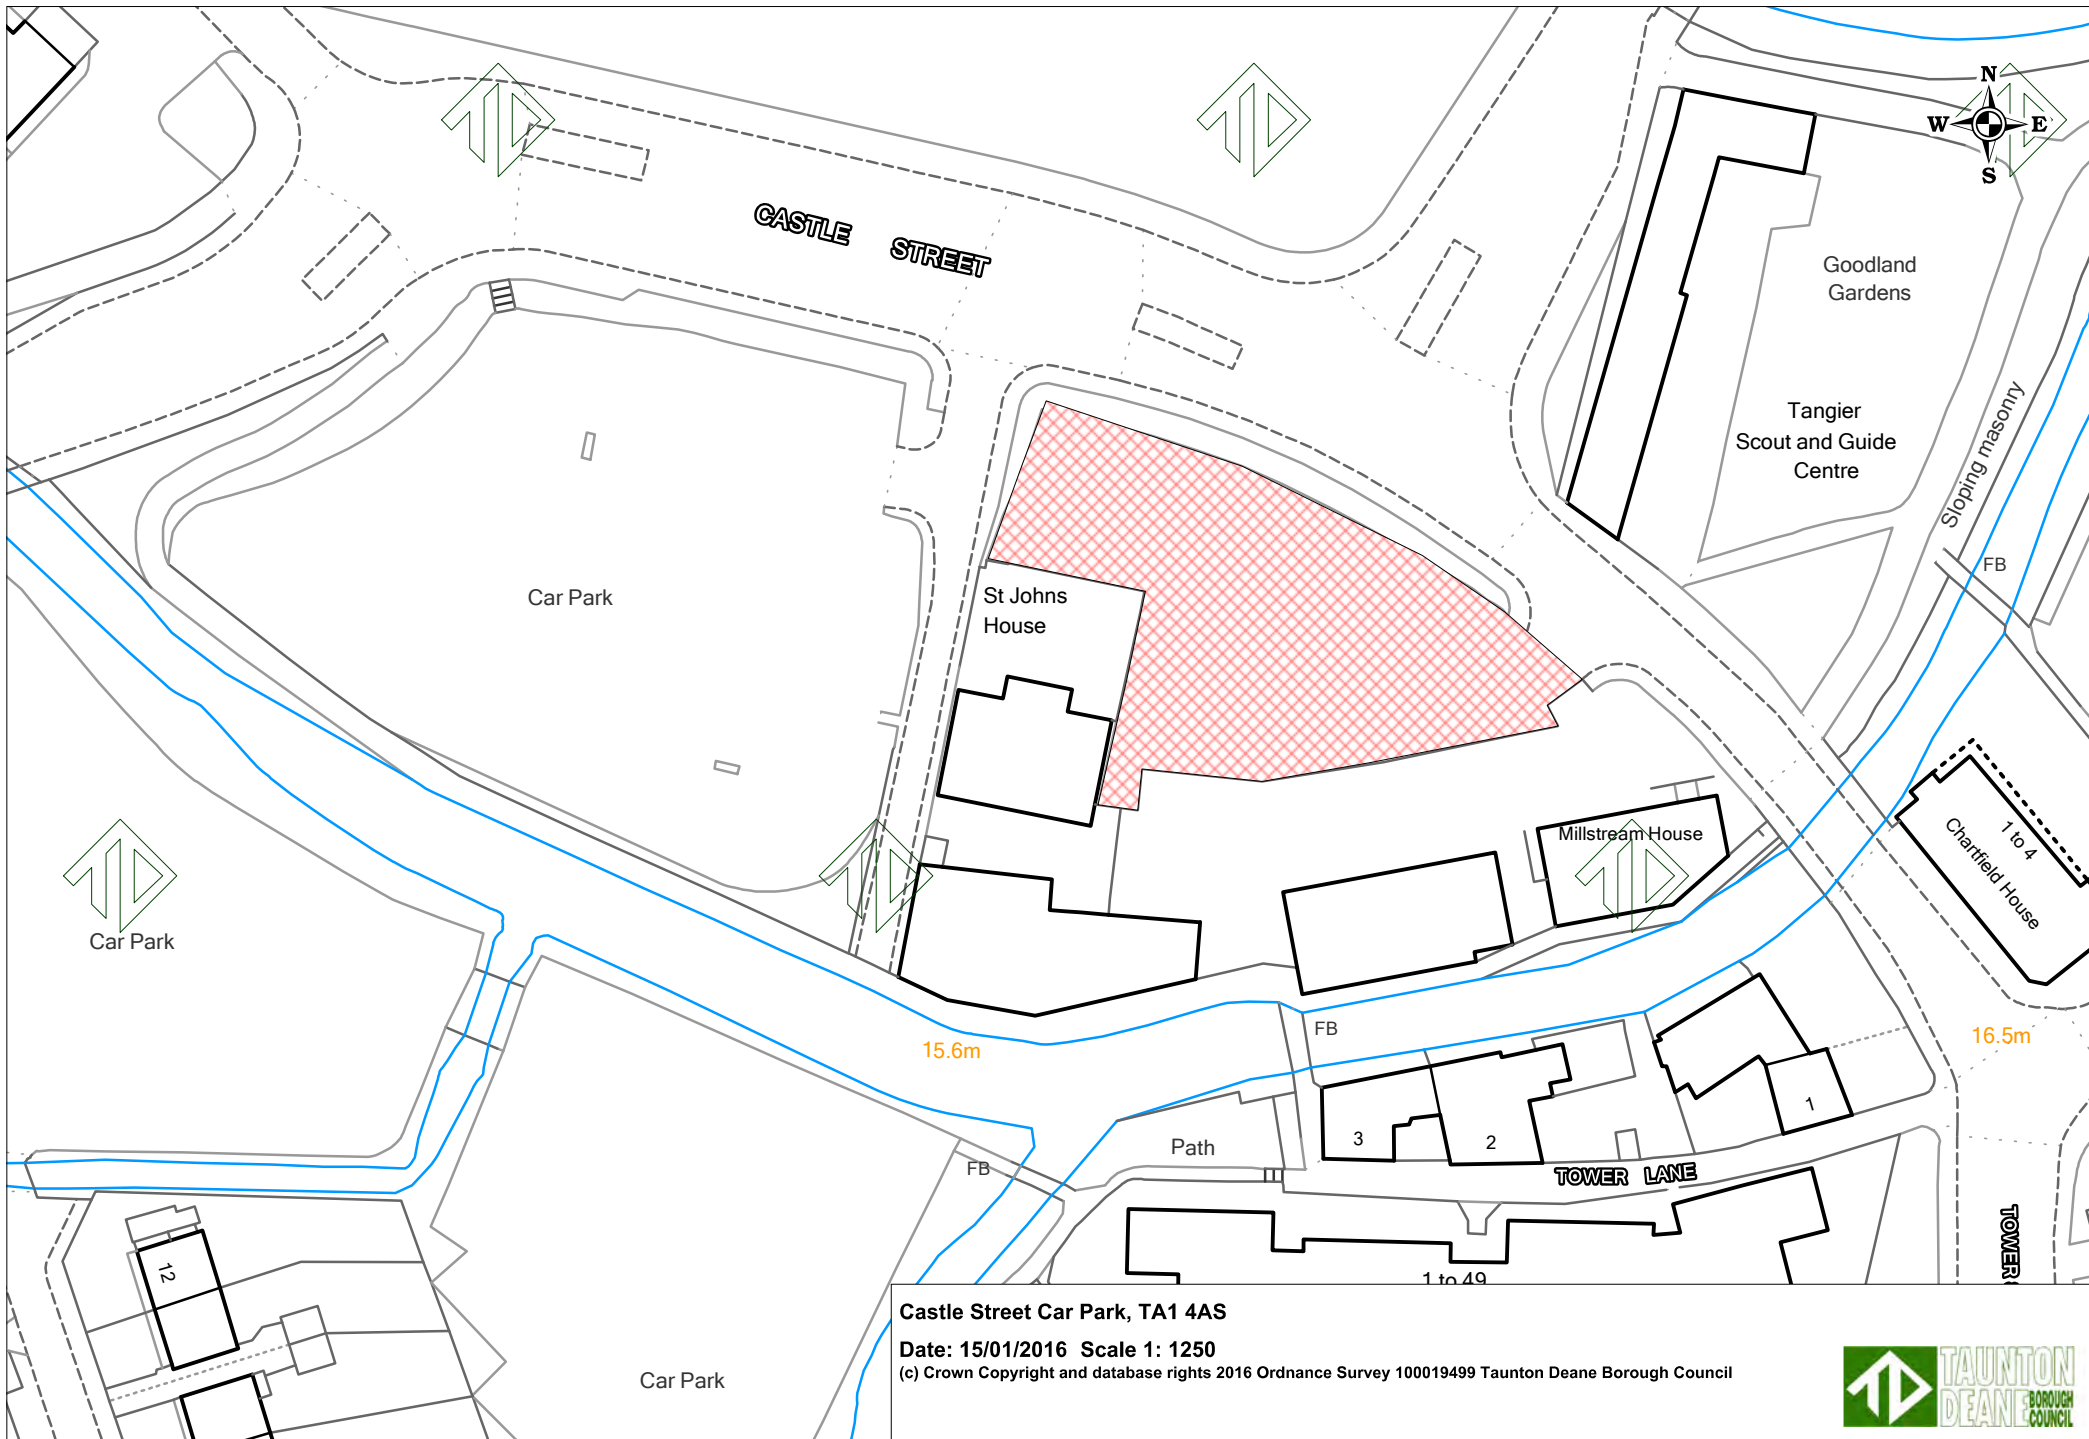 N
W E
S
CASTLE STREET
Goodland
Gardens
Tangier
Scout and Guide
Centre
Sloping masonry
FB
Car Park
St Johns
House
Millstream House
1 to 4
Chartfield House
Car Park
15.6m
FB
16.5m
3
2
1
Path
FB
TOWER LANE
TOWER
12
1 to 49
Car Park
Castle Street Car Park, TA1 4AS
Date: 15/01/2016 Scale 1: 1250
(c) Crown Copyright and database rights 2016 Ordnance Survey 100019499 Taunton Deane Borough Council
TAUNTON
DEANE BOROUGH
COUNCIL